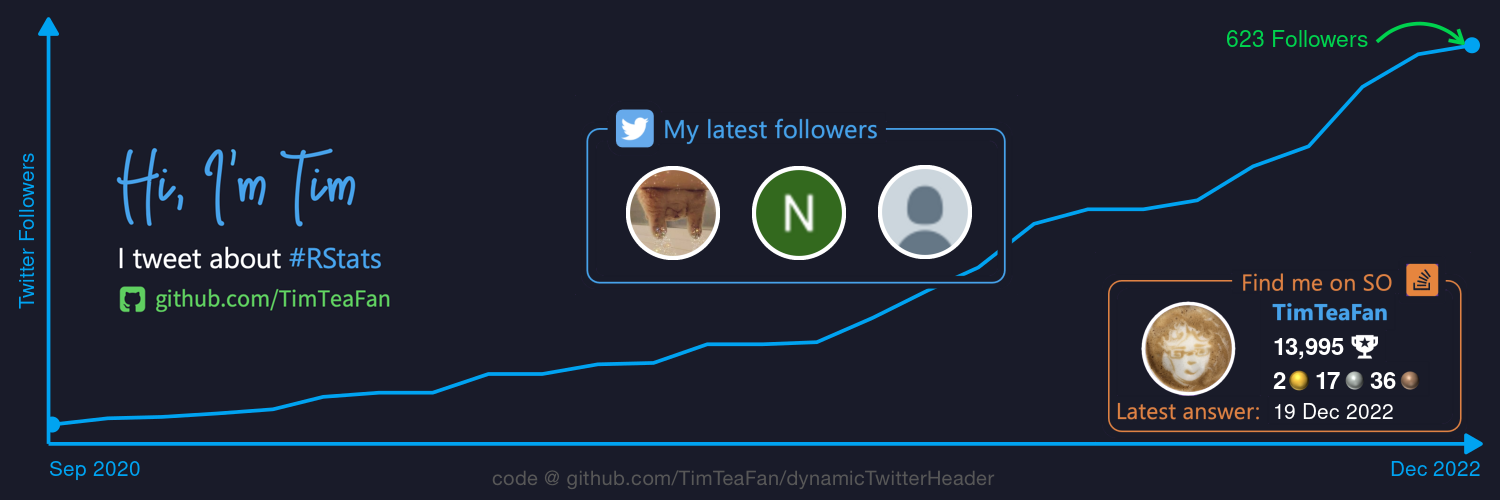 623 Followers
My latest followers
Twitter Followers
Hi, I'm Tim
N
I tweet about #RStats
github.com/TimTeaFan
Find me on SO
TimTeaFan
13,995
2 17 36
Latest answer: 19 Dec 2022
Sep 2020
Dec 2022
code @ github.com/TimTeaFan/dynamicTwitterHeader